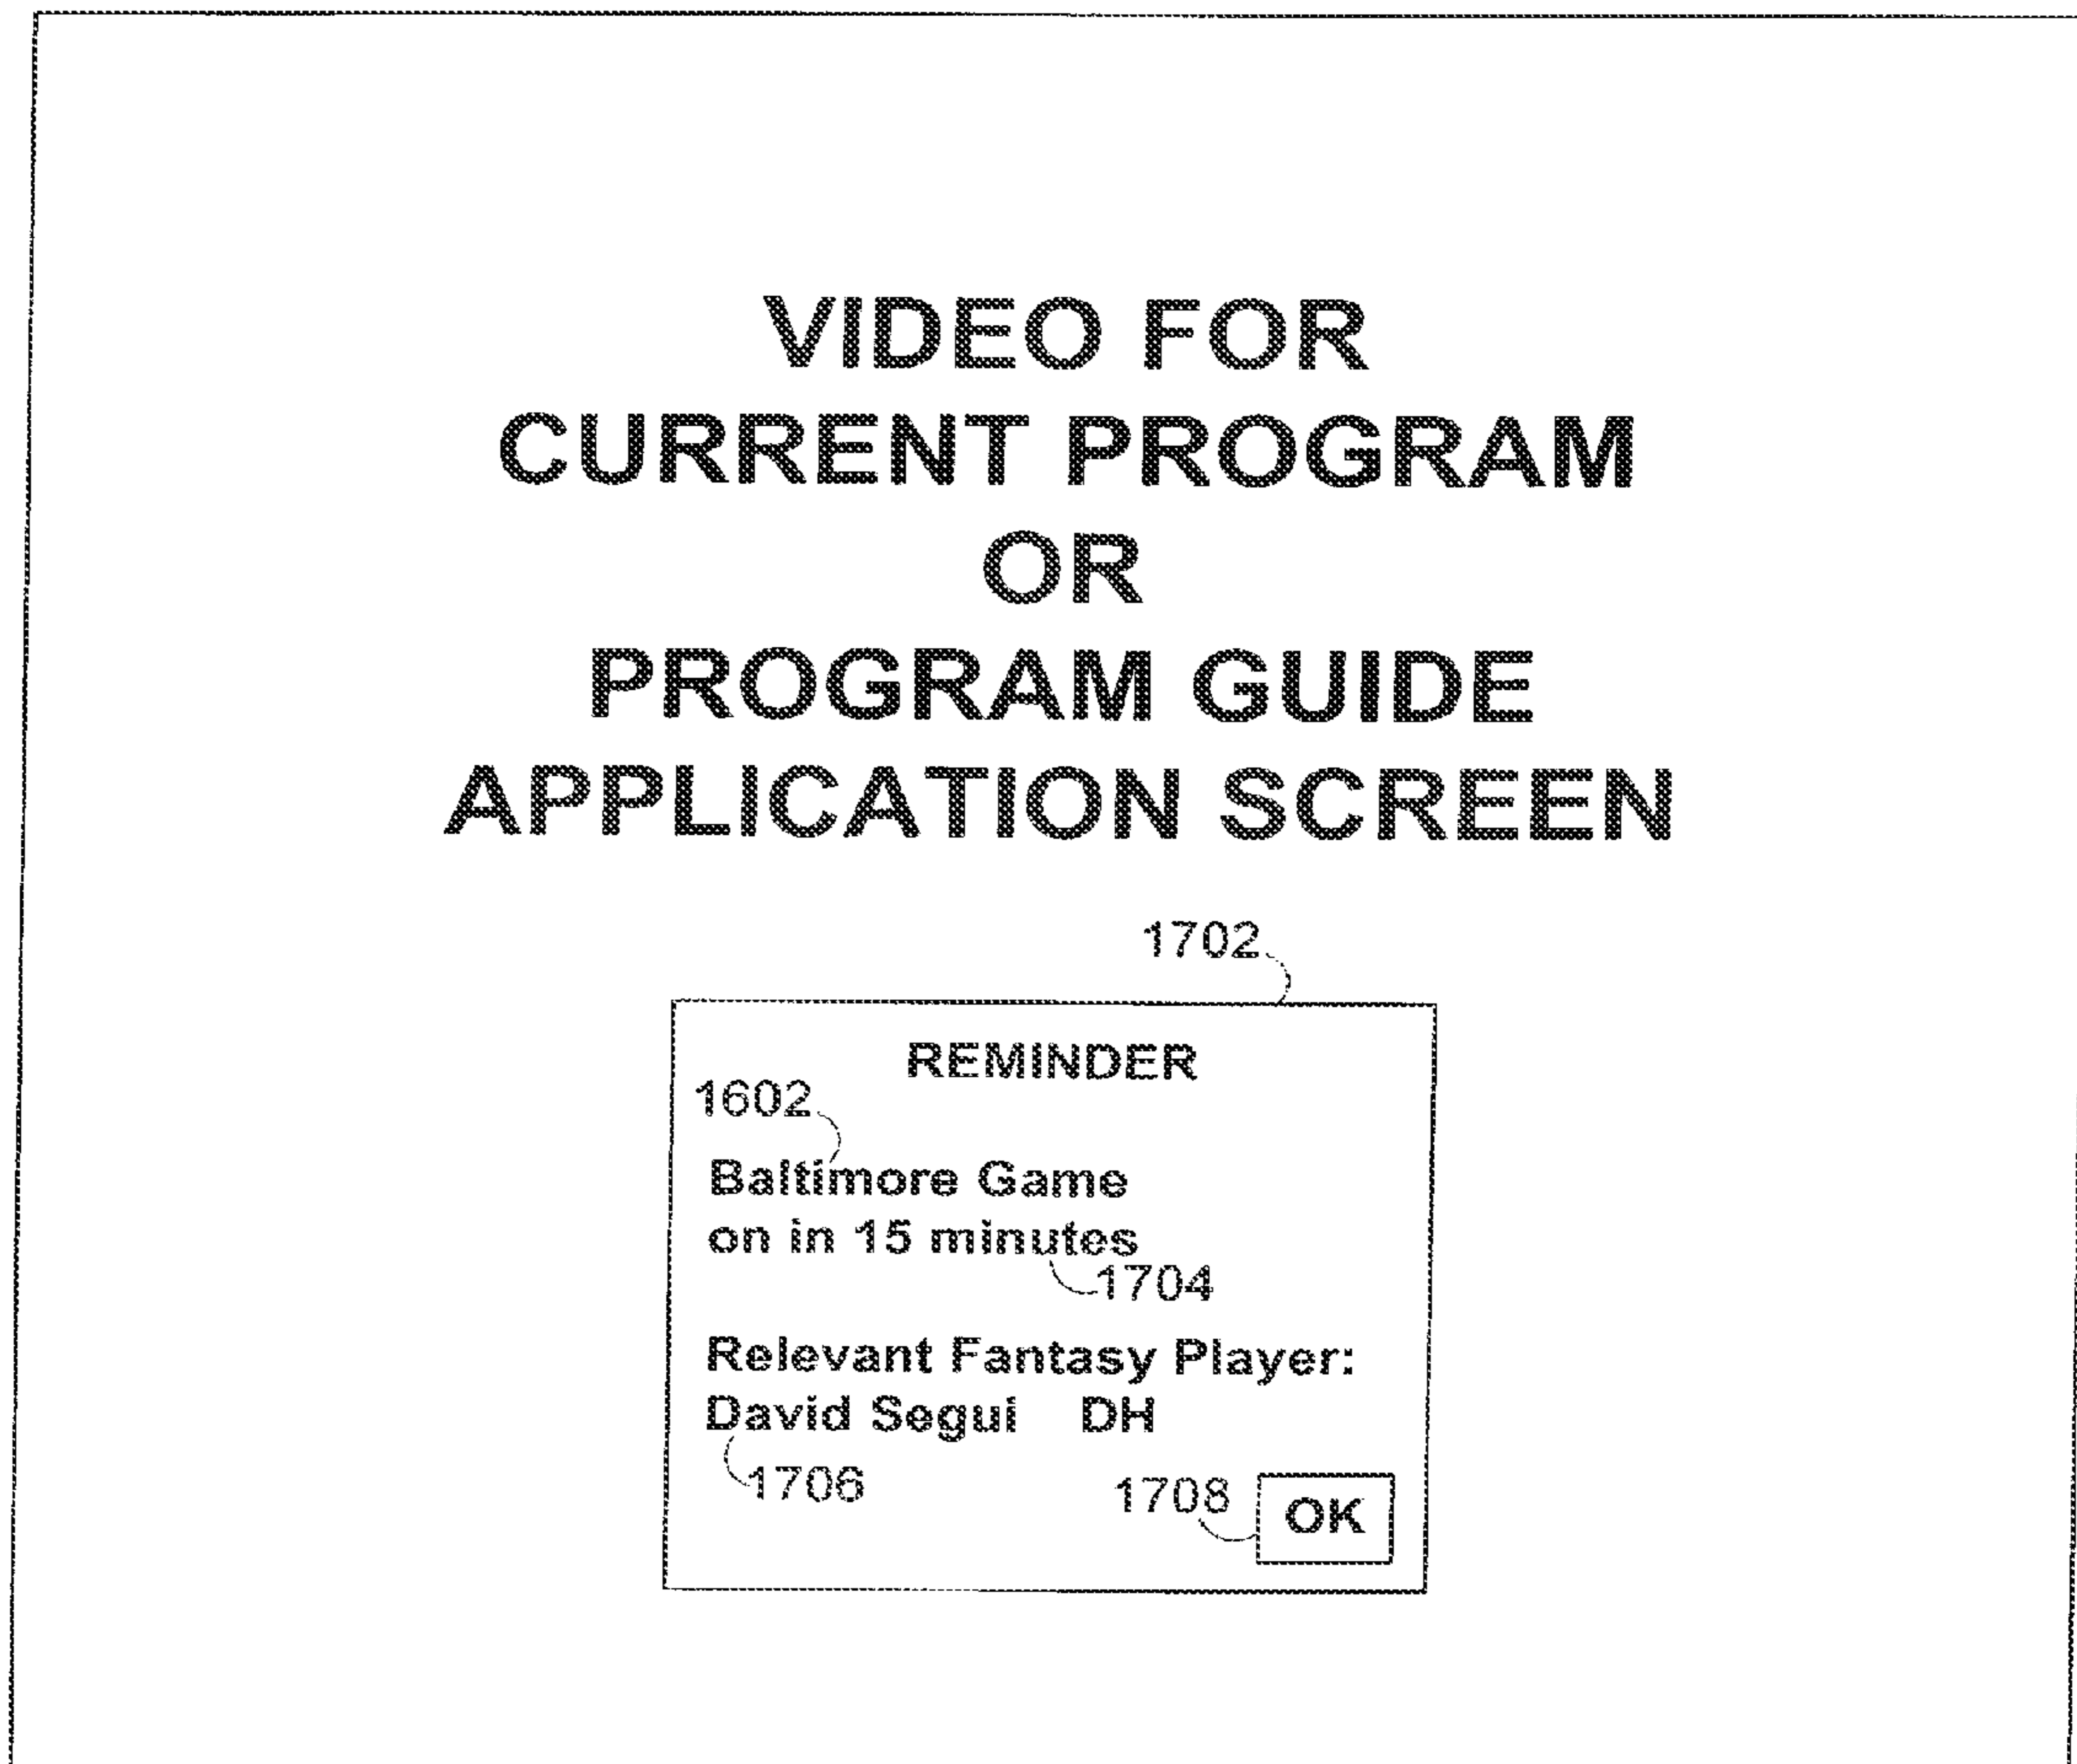 VIDEO FOR
CURRENT PROGRAM
OR
PROGRAM GUIDE
APPLICATION SCREEN
1702
REMINDER
1602
Baltimore Game
on in 15 minutes
1704
Relevant Fantasy Player:
David Segui DH
1706
1708 OK